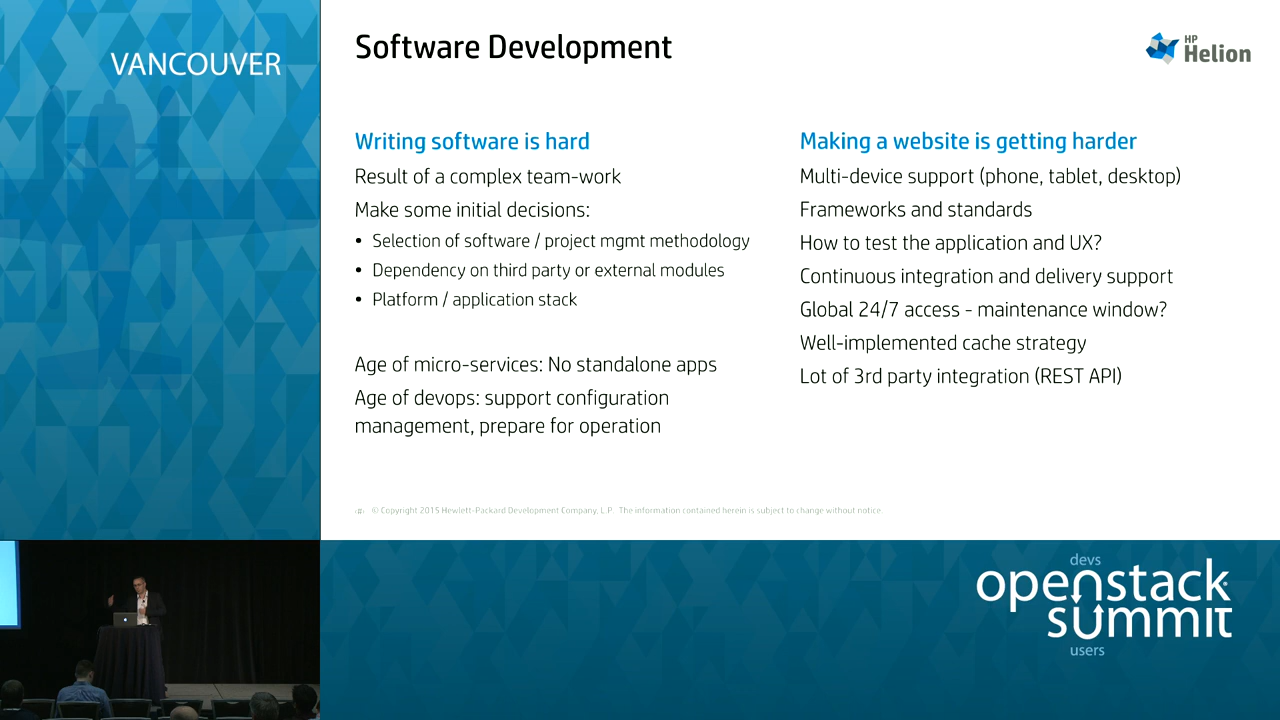 VANCOUVER
Software Development
HP
Helion
Writing software is hard
Result of a complex team-work
Make some initial decisions:
• Selection of software / project mgmt methodology
• Dependency on third party or external modules
• Platform / application stack
Age of micro-services: No standalone apps
Age of devops: support configuration
management, prepare for operation
Making a website is getting harder
Multi-device support (phone, tablet, desktop)
Frameworks and standards
How to test the application and UX?
Continuous integration and delivery support
Global 24/7 access - maintenance window?
Well-implemented cache strategy
Lot of 3rd party integration (REST API)
‹#› © Copyright 2015 Hewlett-Packard Development Company, L.P. The information contained herein is subject to change without notice.
devs
openstack
summit
users